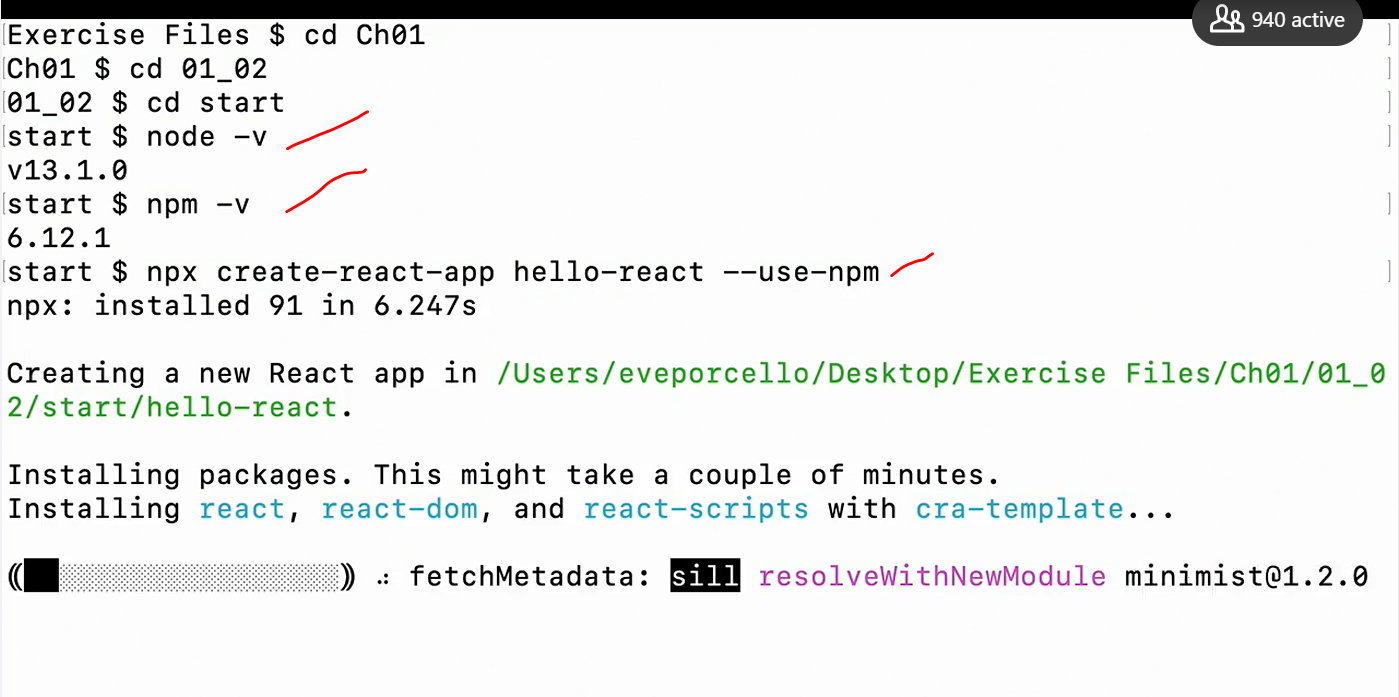 940 active
Exercise Files $ cd Ch01
Ch01 $ cd 01_02
01_02 $ cd start
start $ node -v
v13.1.0
start $ npm -v
6.12.1
start $ npx create-react-app hello-react --use-npm
npx: installed 91 in 6.247s
Creating a new React app in /Users/eveporcello/Desktop/Exercise Files/Ch01/01_0
2/start/hello-react.
Installing packages. This might take a couple of minutes.
Installing react, react-dom, and react-scripts with cra-template...
fetchMetadata: sill resolveWithNewModule minimist@1.2.0